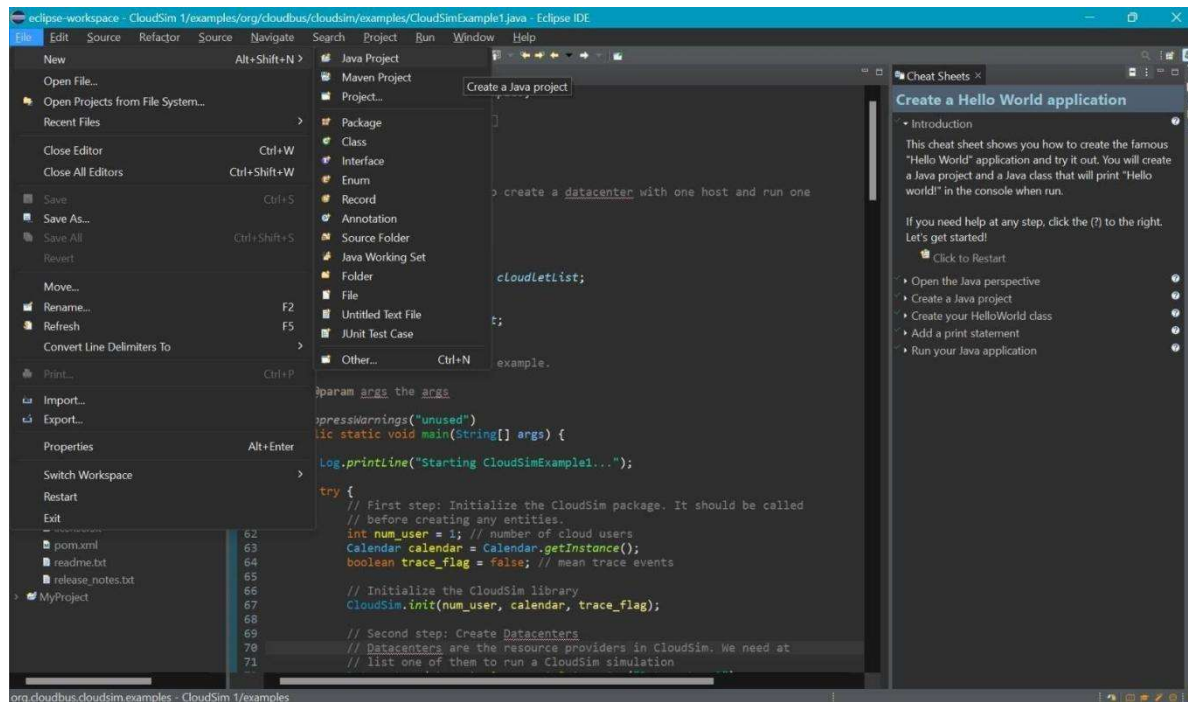 eclipse-workspace - CloudSim 1/examples/org/cloudbus/cloudsim/examples/CloudSimExample1.java - Eclipse IDE
File Edit Source Refactor Source Navigate Search Project Run Window Help
New Alt+Shift+N >
Open File...
Open Projects from File System...
Recent Files >
Close Editor Ctrl+W
Close All Editors Ctrl+Shift+W
Save Ctrl+S
Save As...
Save All Ctrl+Shift+S
Revert
Move...
Rename... F2
Refresh F5
Convert Line Delimiters To >
Print... Ctrl+P
Import...
Export...
Properties Alt+Enter
Switch Workspace >
Restart
Exit
pom.xml
readme.txt
release_notes.txt
MyProject
Java Project
Maven Project
Project...
Create a Java project
Package
Class
Interface
Enum
Record
Annotation
Source Folder
Java Working Set
Folder
File
Untitled Text File
JUnit Test Case
Other... Ctrl+N
create a datacenter with one host and run one
cloudletList;
t;
example.
@param args the args
ppressWarnings("unused")
lic static void main(String[] args) {
Log.printLine("Starting CloudSimExample1...");
try {
// First step: Initialize the CloudSim package. It should be called
// before creating any entities.
62 int num_user = 1; // number of cloud users
63 Calendar calendar = Calendar.getInstance();
64 boolean trace_flag = false; // mean trace events
65
66 // Initialize the CloudSim library
67 CloudSim.init(num_user, calendar, trace_flag);
68
69 // Second step: Create Datacenters
70 // Datacenters are the resource providers in CloudSim. We need at
71 // list one of them to run a CloudSim simulation
Cheat Sheets ×
Create a Hello World application
Introduction
This cheat sheet shows you how to create the famous
"Hello World" application and try it out. You will create
a Java project and a Java class that will print "Hello
world!" in the console when run.
If you need help at any step, click the (?) to the right.
Let's get started!
Click to Restart
Open the Java perspective
Create a Java project
Create your HelloWorld class
Add a print statement
Run your Java application
org.cloudbus.cloudsim.examples - CloudSim 1/examples